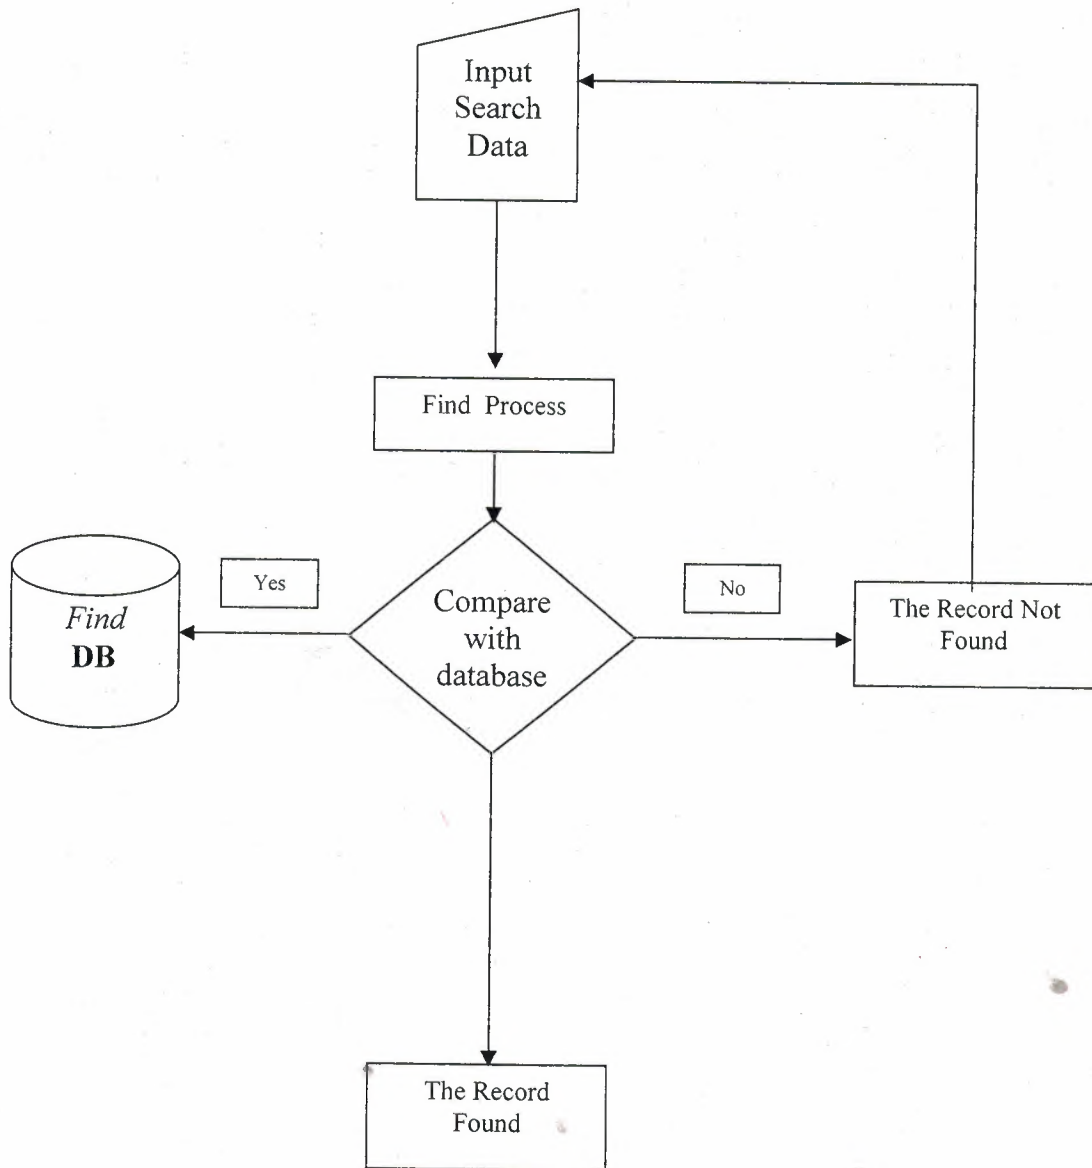 Input
Search
Data
Find Process
Yes
No
Find
DB
Compare
with
database
The Record Not
Found
The Record
Found